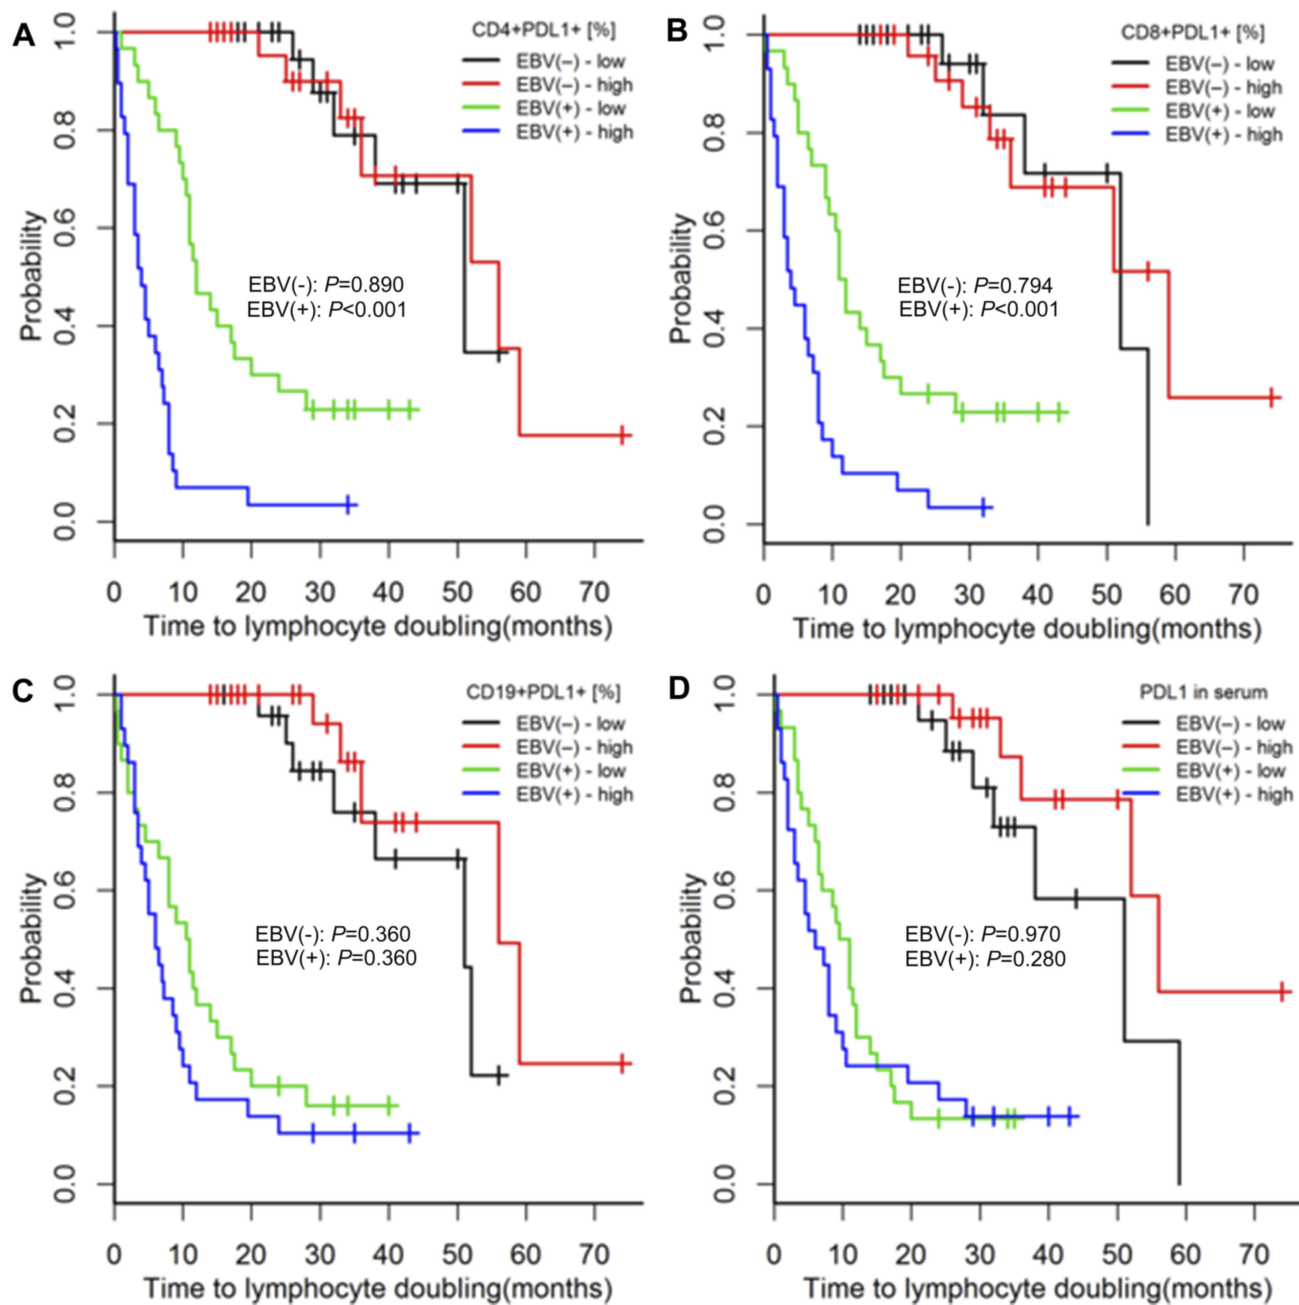 A
CD4+PDL1+ [%]
EBV(–) - low
EBV(–) - high
EBV(+) - low
EBV(+) - high
EBV(-): P=0.890
EBV(+): P<0.001
Probability
0.0 0.2 0.4 0.6 0.8 1.0
0 10 20 30 40 50 60 70
Time to lymphocyte doubling(months)
B
CD8+PDL1+ [%]
EBV(–) - low
EBV(–) - high
EBV(+) - low
EBV(+) - high
EBV(-): P=0.794
EBV(+): P<0.001
Probability
0.0 0.2 0.4 0.6 0.8 1.0
0 10 20 30 40 50 60 70
Time to lymphocyte doubling(months)
C
CD19+PDL1+ [%]
EBV(–) - low
EBV(–) - high
EBV(+) - low
EBV(+) - high
EBV(-): P=0.360
EBV(+): P=0.360
Probability
0.0 0.2 0.4 0.6 0.8 1.0
0 10 20 30 40 50 60 70
Time to lymphocyte doubling(months)
D
PDL1 in serum
EBV(–) - low
EBV(–) - high
EBV(+) - low
EBV(+) - high
EBV(-): P=0.970
EBV(+): P=0.280
Probability
0.0 0.2 0.4 0.6 0.8 1.0
0 10 20 30 40 50 60 70
Time to lymphocyte doubling(months)